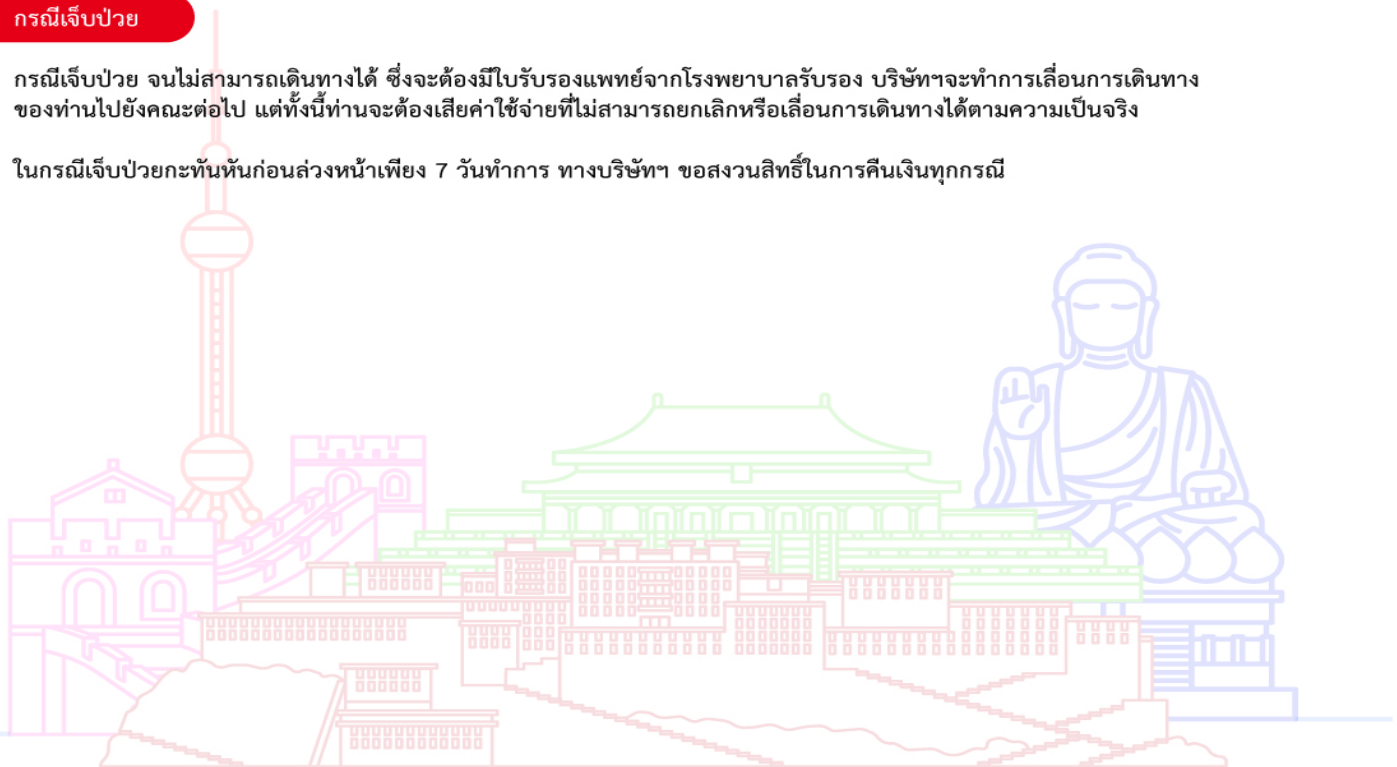 กรณีเจ็บป่วย
กรณีเจ็บป่วย จนไม่สามารถเดินทางได้ ซึ่งจะต้องมีใบรับรองแพทย์จากโรงพยาบาลรับรอง บริษัทฯจะทำการเลื่อนการเดินทาง
ของท่านไปยังคณะต่อไป แต่ทั้งนี้ท่านจะต้องเสียค่าใช้จ่ายที่ไม่สามารถยกเลิกหรือเลื่อนการเดินทางได้ตามความเป็นจริง
ในกรณีเจ็บป่วยกะทันหันก่อนล่วงหน้าเพียง 7 วันทำการ ทางบริษัทฯ ขอสงวนสิทธิ์ในการคืนเงินทุกกรณี